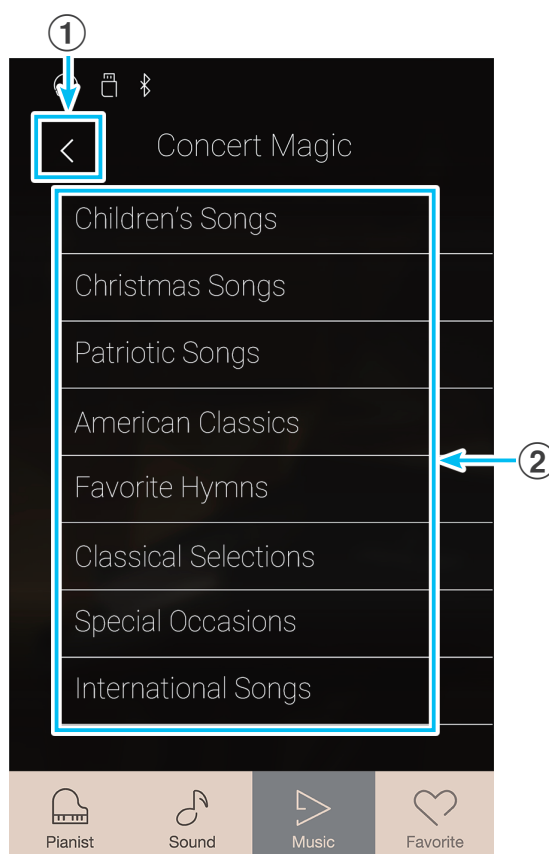 ①
Concert Magic
Children's Songs
Christmas Songs
Patriotic Songs
American Classics
②
Favorite Hymns
Classical Selections
Special Occasions
International Songs
Pianist Sound Music Favorite